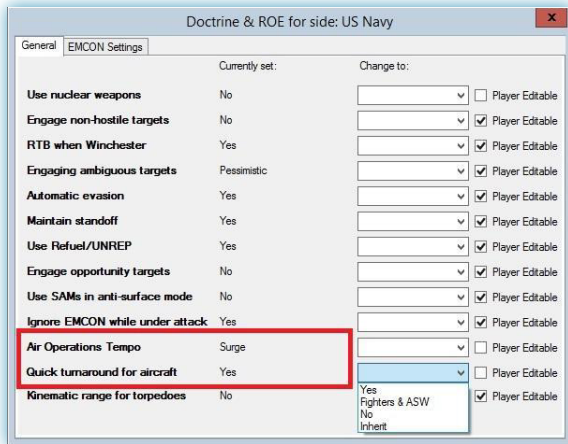 Doctrine & ROE for side: US Navy
x
General EMCON Settings
Currently set: Change to:
Use nuclear weapons No Player Editable
Engage non-hostile targets No Player Editable
RTB when Winchester Yes Player Editable
Engaging ambiguous targets Pessimistic Player Editable
Automatic evasion Yes Player Editable
Maintain standoff Yes Player Editable
Use Refuel/UNREP Yes Player Editable
Engage opportunity targets No Player Editable
Use SAMs in anti-surface mode No Player Editable
Ignore EMCON while under attack Yes Player Editable
Air Operations Tempo Surge Player Editable
Quick turnaround for aircraft Yes Player Editable
Kinematic range for torpedoes No Yes Player Editable
Fighters & ASW
No
Inherit